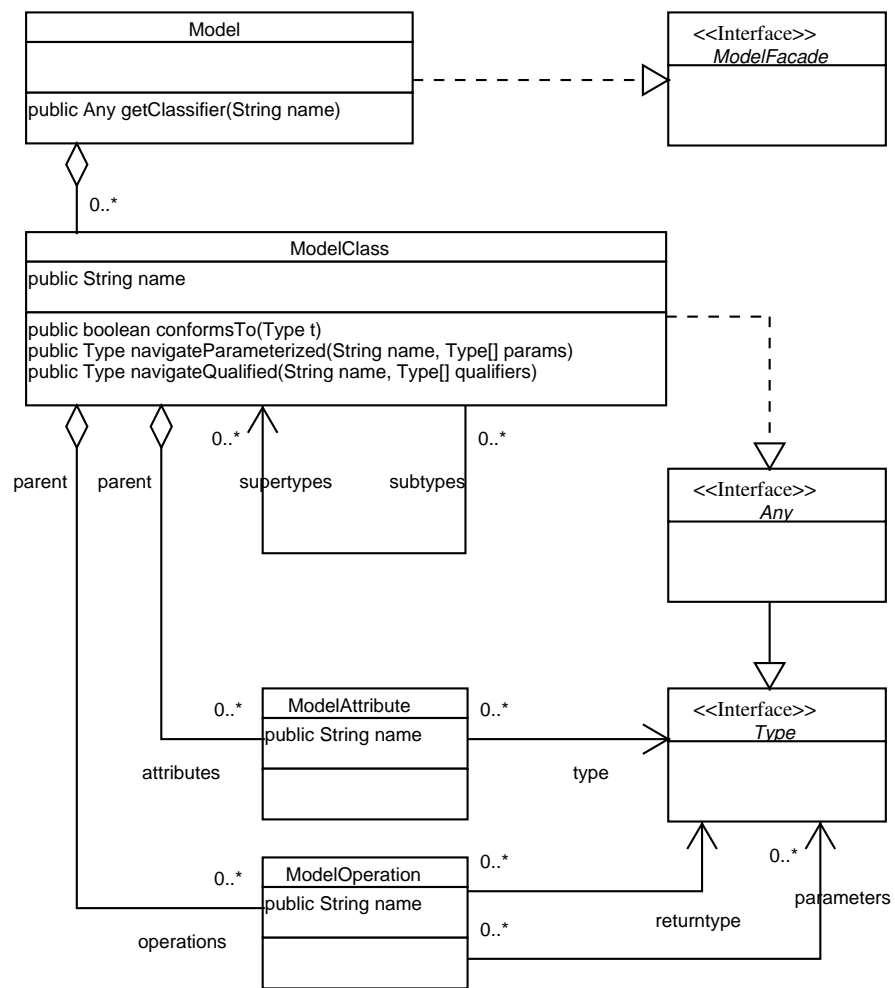 Model
<<Interface>>
ModelFacade
public Any getClassifier(String name)
0..*
ModelClass
public String name
public boolean conformsTo(Type t)
public Type navigateParameterized(String name, Type[] params)
public Type navigateQualified(String name, Type[] qualifiers)
0..*
0..*
parent
parent
supertypes
subtypes
<<Interface>>
Any
0..*
ModelAttribute
0..*
<<Interface>>
Type
public String name
attributes
type
0..*
ModelOperation
0..*
0..*
public String name
parameters
operations
0..*
returntype